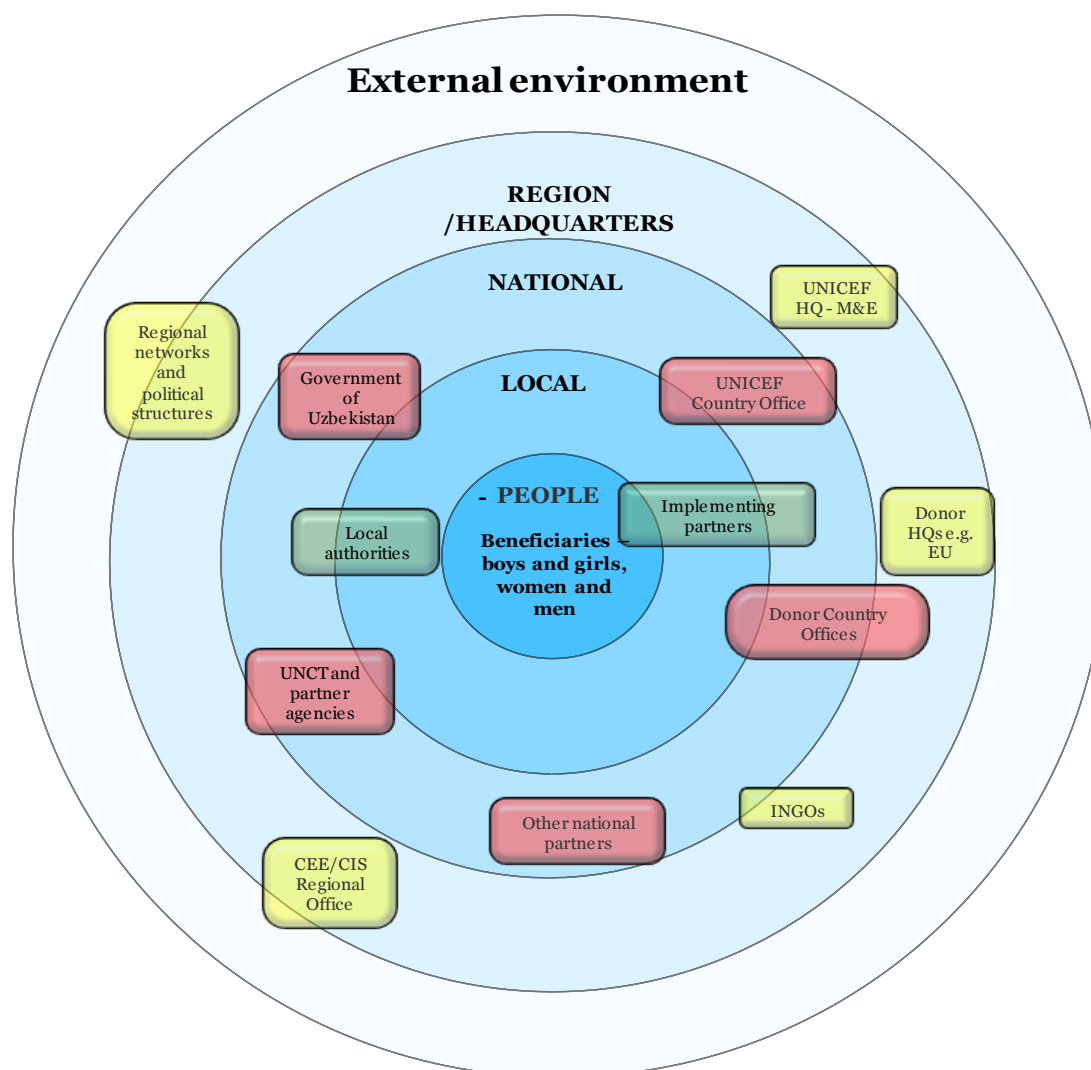 External environment
REGION
/HEADQUARTERS
NATIONAL
UNICEF
HQ - M&E
Regional
networks
and
political
structures
Government
of
Uzbekistan
LOCAL
UNICEF
Country Office
- PEOPLE
Beneficiaries –
boys and girls,
women and
men
Implementing
partners
Local
authorities
Donor
HQs e.g.
EU
Donor Country
Offices
UNCT and
partner
agencies
Other national
partners
INGOs
CEE/CIS
Regional
Office